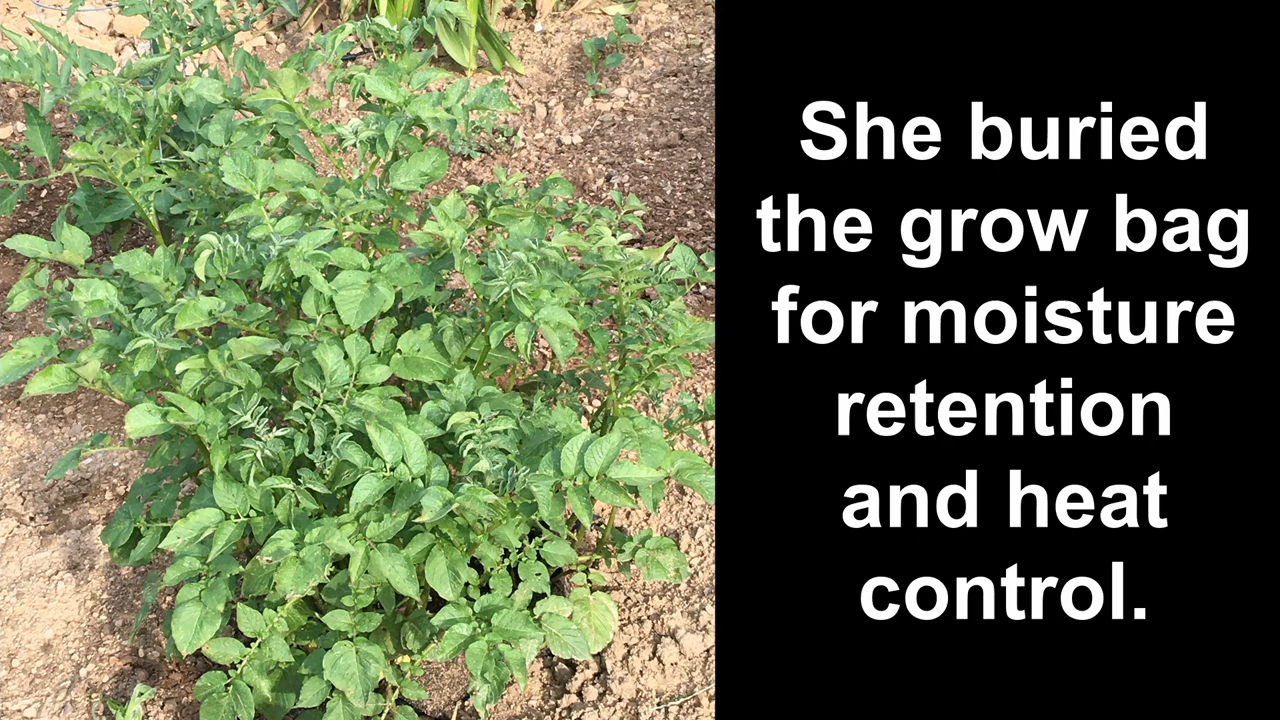 She buried
the grow bag
for moisture
retention
and heat
control.